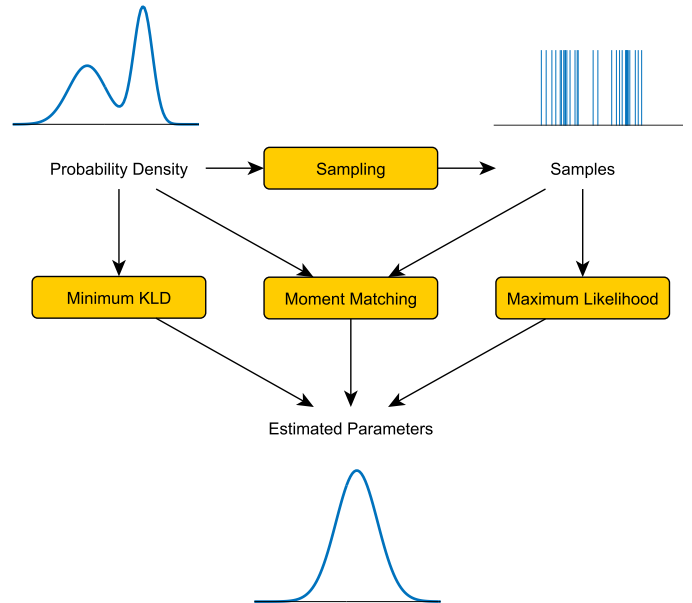 Probability Density
Sampling
Samples
Minimum KLD
Moment Matching
Maximum Likelihood
Estimated Parameters